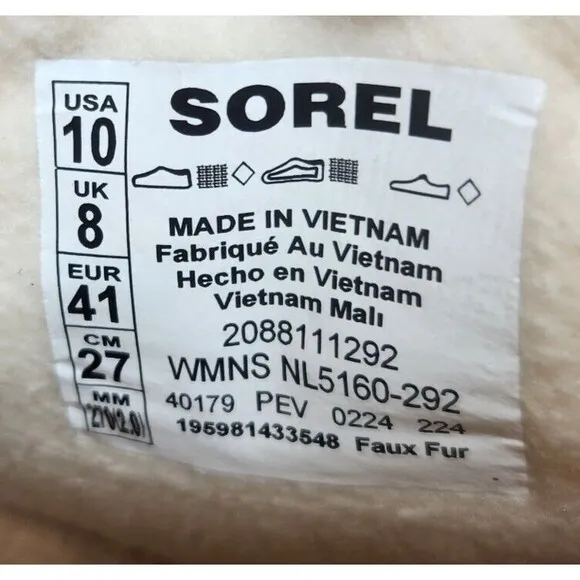 USA
10
UK
8
EUR
41
CM
27
MM
SOREL
MADE IN VIETNAM
Fabriqué Au Vietnam
Hecho en Vietnam
Vietnam Malı
2088111292
WMNS NL5160-292
40179 PEV 0224 224
195981433548 Faux Fur